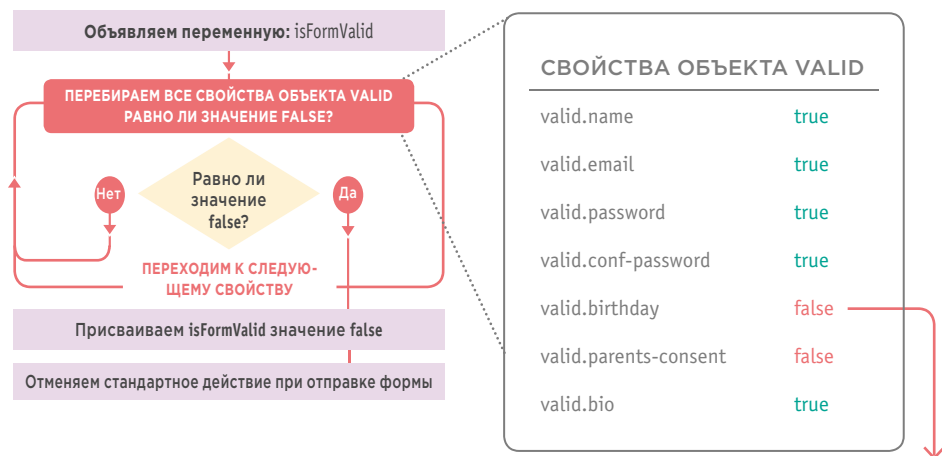 Объявляем переменную: isFormValid
ПЕРЕБИРАЕМ ВСЕ СВОЙСТВА ОБЪЕКТА VALID
РАВНО ЛИ ЗНАЧЕНИЕ FALSE?
Нет
Равно ли
значение
false?
Да
ПЕРЕХОДИМ К СЛЕДУЮ-
ЩЕМУ СВОЙСТВУ
Присваиваем isFormValid значение false
Отменяем стандартное действие при отправке формы
СВОЙСТВА ОБЪЕКТА VALID
valid.name true
valid.email true
valid.password true
valid.conf-password true
valid.birthday false
valid.parents-consent false
valid.bio true